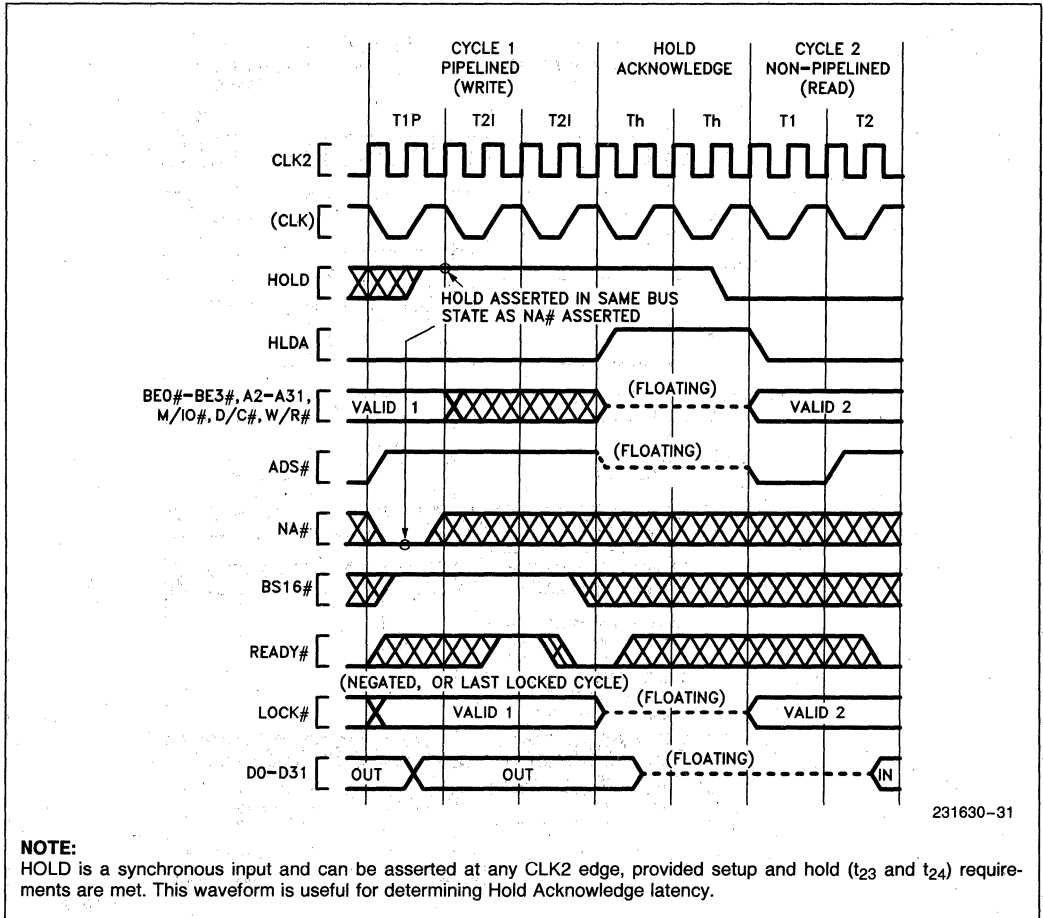 CYCLE 1
PIPELINED
(WRITE)
HOLD
ACKNOWLEDGE
CYCLE 2
NON-PIPELINED
(READ)
T1P T2I T2I Th Th T1 T2
CLK2
(CLK)
HOLD
HOLD ASSERTED IN SAME BUS
STATE AS NA# ASSERTED
HLDA
BE0#-BE3#, A2-A31,
M/IO#, D/C#, W/R#
VALID 1 (FLOATING) VALID 2
ADS# (FLOATING)
NA#
BS16#
READY#
(NEGATED, OR LAST LOCKED CYCLE)
LOCK# VALID 1 (FLOATING) VALID 2
D0-D31 OUT OUT (FLOATING) IN
231630-31
NOTE:
HOLD is a synchronous input and can be asserted at any CLK2 edge, provided setup and hold (t23 and t24) require-
ments are met. This waveform is useful for determining Hold Acknowledge latency.